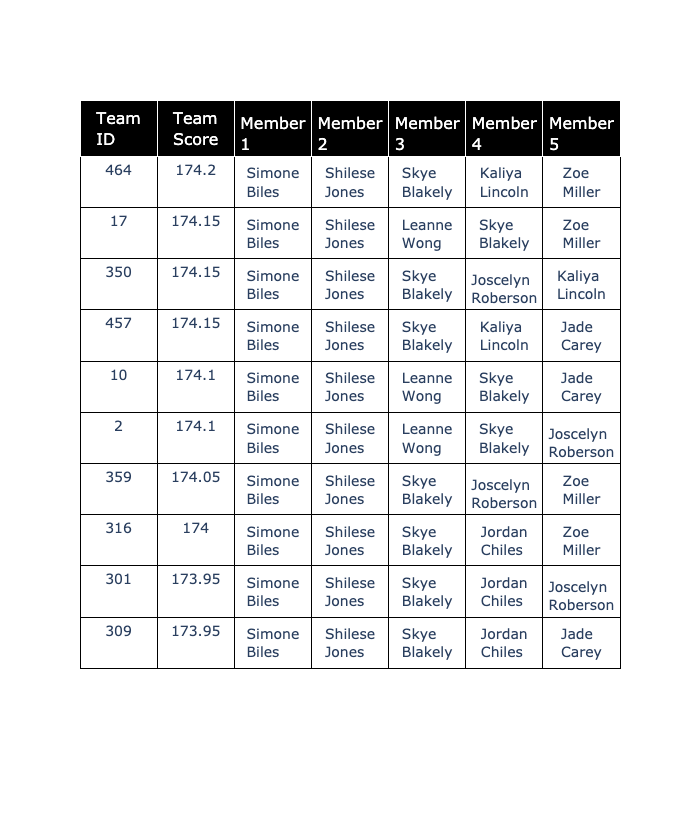 Team ID Team Score Member 1 Member 2 Member 3 Member 4 Member 5
464 174.2 Simone Biles Shilese Jones Skye Blakely Kaliya Lincoln Zoe Miller
17 174.15 Simone Biles Shilese Jones Leanne Wong Skye Blakely Zoe Miller
350 174.15 Simone Biles Shilese Jones Skye Blakely Joscelyn Roberson Kaliya Lincoln
457 174.15 Simone Biles Shilese Jones Skye Blakely Kaliya Lincoln Jade Carey
10 174.1 Simone Biles Shilese Jones Leanne Wong Skye Blakely Jade Carey
2 174.1 Simone Biles Shilese Jones Leanne Wong Skye Blakely Joscelyn Roberson
359 174.05 Simone Biles Shilese Jones Skye Blakely Joscelyn Roberson Zoe Miller
316 174 Simone Biles Shilese Jones Skye Blakely Jordan Chiles Zoe Miller
301 173.95 Simone Biles Shilese Jones Skye Blakely Jordan Chiles Joscelyn Roberson
309 173.95 Simone Biles Shilese Jones Skye Blakely Jordan Chiles Jade Carey